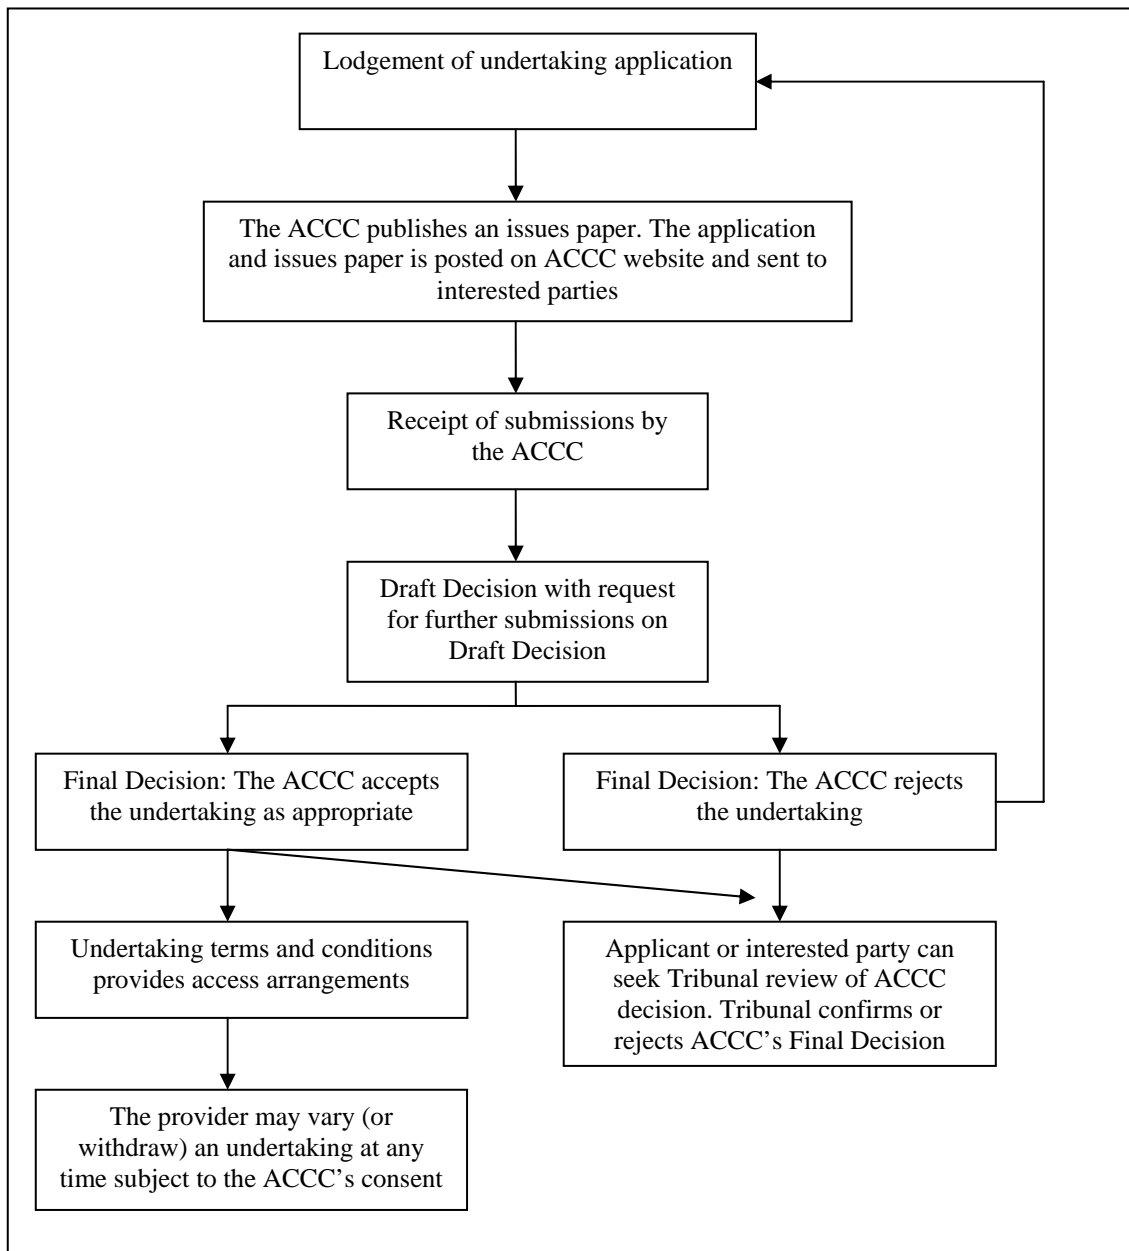 Lodgement of undertaking application
The ACCC publishes an issues paper. The application
and issues paper is posted on ACCC website and sent to
interested parties
Receipt of submissions by
the ACCC
Draft Decision with request
for further submissions on
Draft Decision
Final Decision: The ACCC accepts
the undertaking as appropriate
Final Decision: The ACCC rejects
the undertaking
Undertaking terms and conditions
provides access arrangements
Applicant or interested party can
seek Tribunal review of ACCC
decision. Tribunal confirms or
rejects ACCC’s Final Decision
The provider may vary (or
withdraw) an undertaking at any
time subject to the ACCC’s consent